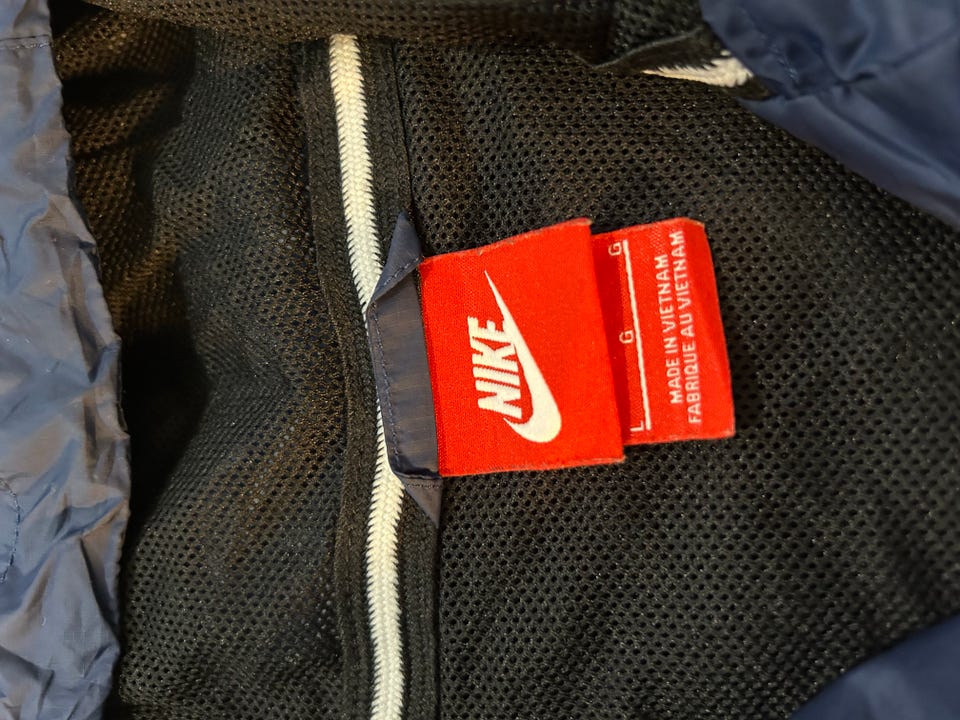 NIKE
L G G
MADE IN VIETNAM
FABRIQUE AU VIETNAM